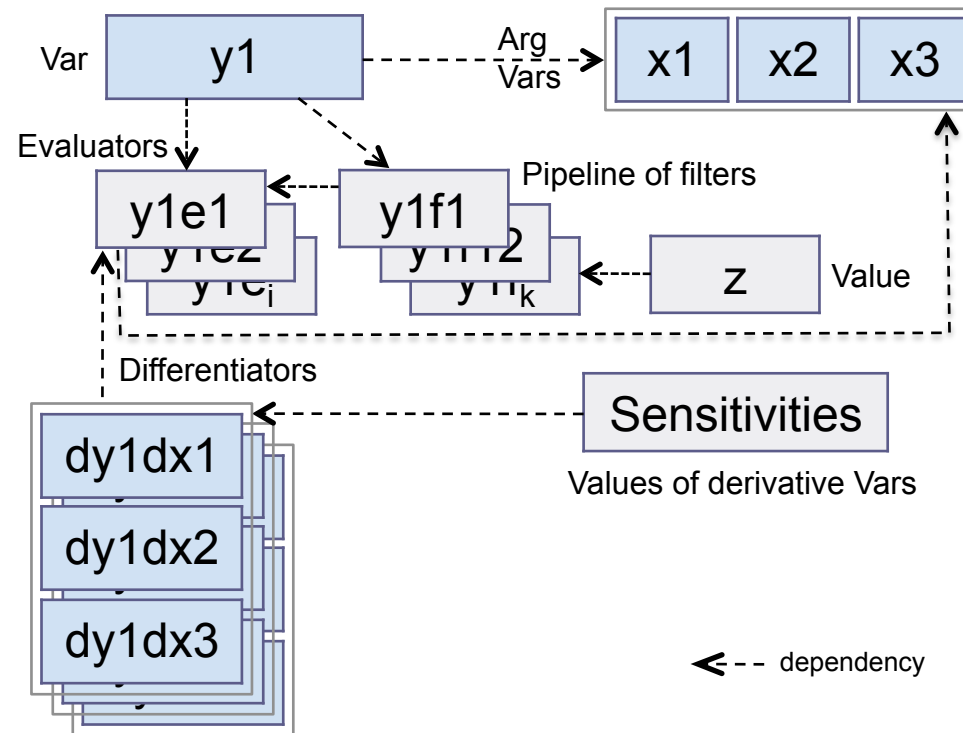 Var
y1
Arg
Vars
x1
x2
x3
Evaluators
Pipeline of filters
y1e1
y1f1
z
Value
Differentiators
Sensitivities
Values of derivative Vars
dy1dx1
dy1dx2
dy1dx3
dependency